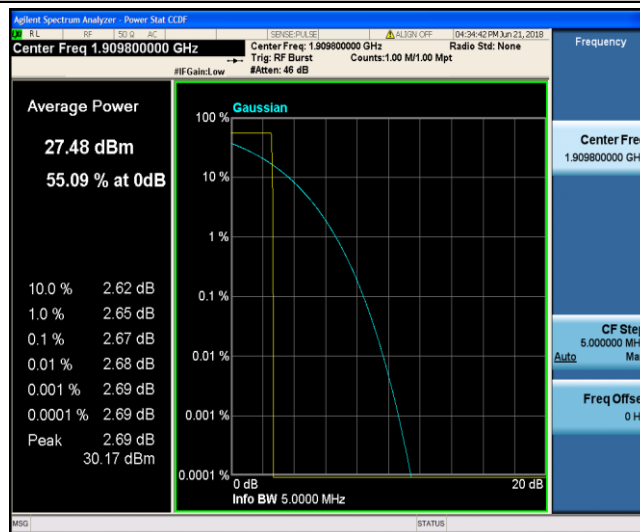 Agilent Spectrum Analyzer - Power Stat CCDF
RL RF 50 Ω AC SENSE:PULSE ALIGN OFF 04:34:42 PM Jun 21, 2018
Center Freq 1.909800000 GHz
Center Freq: 1.909800000 GHz Radio Std: None
Trig: RF Burst Counts:1.00 M/1.00 Mpt
#IFGain:Low #Atten: 46 dB
Frequency
Center Fre
1.909800000 GH
CF Step
5.000000 MH
Auto Ma
Freq Offse
0 H
Average Power
27.48 dBm
55.09 % at 0dB
10.0 % 2.62 dB
1.0 % 2.65 dB
0.1 % 2.67 dB
0.01 % 2.68 dB
0.001 % 2.69 dB
0.0001 % 2.69 dB
Peak 2.69 dB
30.17 dBm
Gaussian
100 %
10 %
1 %
0.1 %
0.01 %
0.001 %
0.0001 %
0 dB 20 dB
Info BW 5.0000 MHz
MSG STATUS